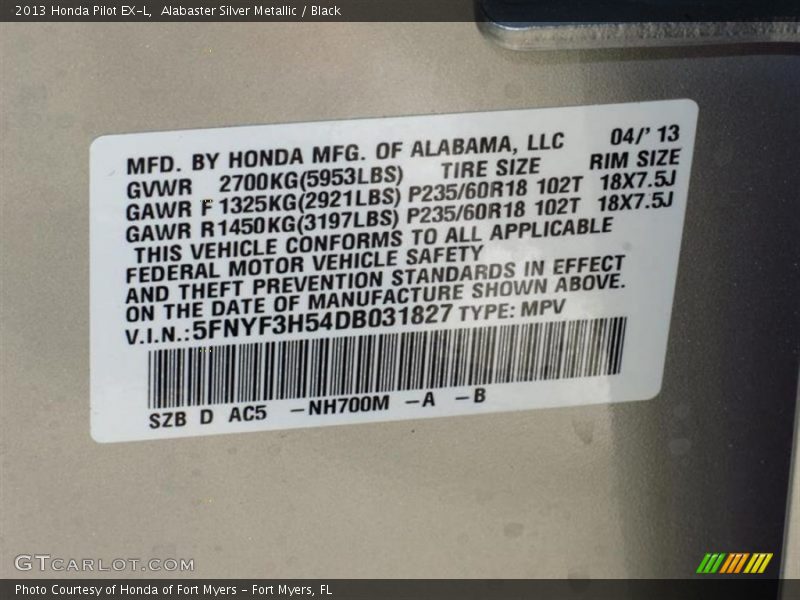 2013 Honda Pilot EX-L,  Alabaster Silver Metallic / Black
MFD. BY HONDA MFG. OF ALABAMA, LLC 04/' 13
GVWR 2700KG(5953LBS) TIRE SIZE RIM SIZE
GAWR F 1325KG(2921LBS) P235/60R18 102T 18X7.5J
GAWR R1450KG(3197LBS) P235/60R18 102T 18X7.5J
THIS VEHICLE CONFORMS TO ALL APPLICABLE
FEDERAL MOTOR VEHICLE SAFETY
AND THEFT PREVENTION STANDARDS IN EFFECT
ON THE DATE OF MANUFACTURE SHOWN ABOVE.
V.I.N.:5FNYF3H54DB031827 TYPE: MPV
SZB D AC5 -NH700M -A -B
GTCARLOT.COM
Photo Courtesy of Honda of Fort Myers - Fort Myers, FL